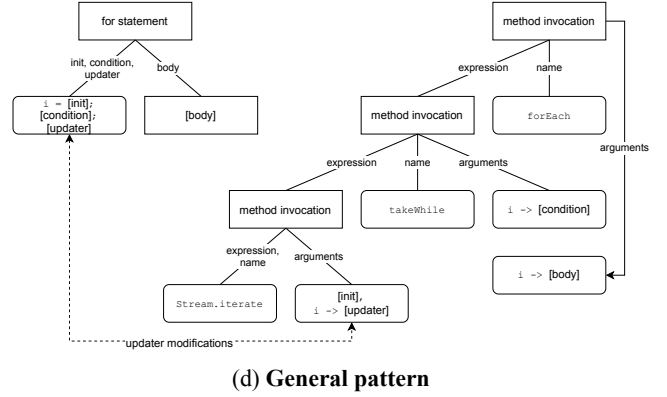 for statement
method invocation
init, condition,
updater
body
expression
name
i = [init];
[condition];
[updater]
[body]
method invocation
forEach
arguments
expression
name
arguments
method invocation
takeWhile
i -> [condition]
expression,
name
arguments
i -> [body]
Stream.iterate
[init],
i -> [updater]
updater modifications
(d) General pattern